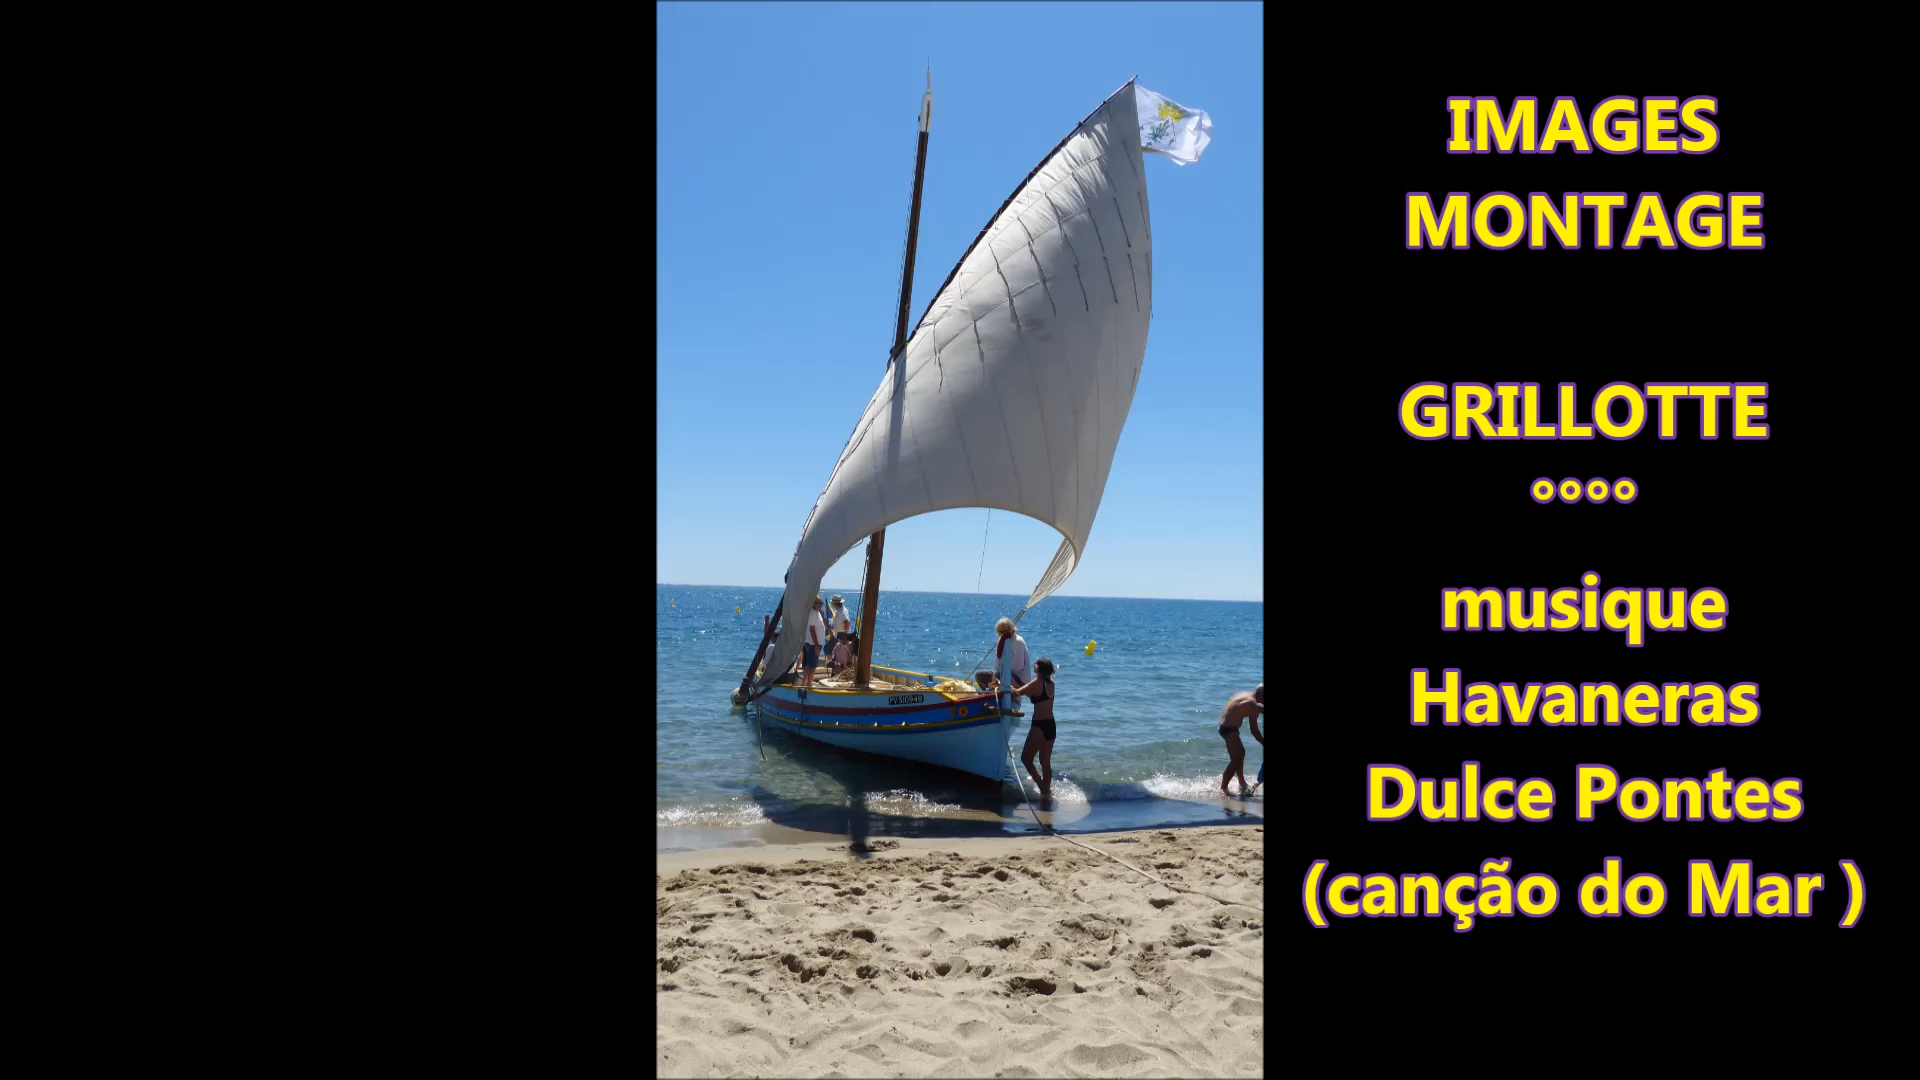 IMAGES
MONTAGE
GRILLOTTE
°°°°
musique
Havaneras
Dulce Pontes
(canção do Mar )